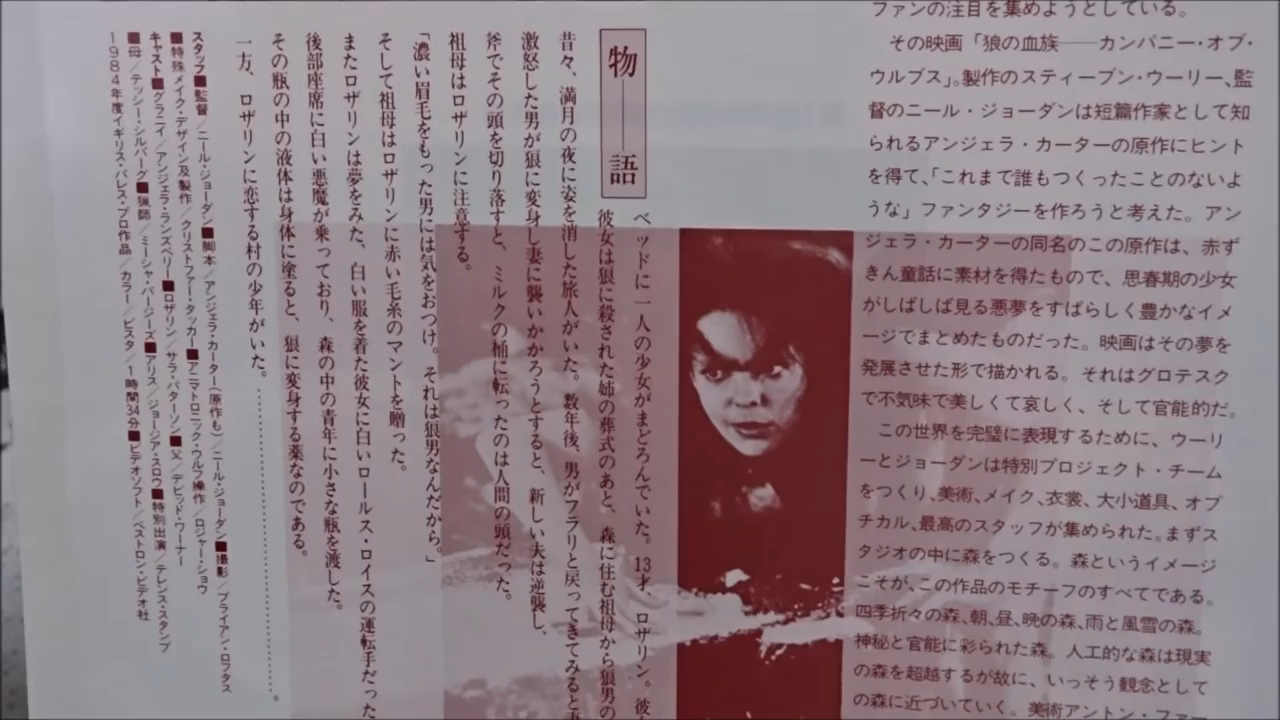 ファンの注目を集めようとしている。
その映画「狼の血族──カンパニー・オブ・
ウルブス」。製作のスティーブン・ウーリー、監
督のニール・ジョーダンは短篇作家として知
られるアンジェラ・カーターの原作にヒント
を得て、「これまで誰もつくったことのないよ
うな」ファンタジーを作ろうと考えた。アン
ジェラ・カーターの同名のこの原作は、赤ず
きん童話に素材を得たもので、思春期の少女
がしばしば見る悪夢をすばらしく豊かなイメ
ージでまとめたものだった。映画はその夢を
発展させた形で描かれる。それはグロテスク
で不気味で美しくて哀しく、そして官能的だ。
この世界を完璧に表現するために、ウーリ
ーとジョーダンは特別プロジェクト・チーム
をつくり、美術、メイク、衣裳、大小道具、オプ
チカル、最高のスタッフが集められた。まずス
タジオの中に森をつくる。森というイメージ
こそが、この作品のモチーフのすべてである。
四季折々の森、朝、昼、晩の森、雨と風雪の森。
神秘と官能に彩られた森。人工的な森は現実
の森を超越するが故に、いっそう観念として
の森に近づいていく。美術アントン・ファー
物──語
ベッドに一人の少女がまどろんでいた。13才、ロザリン。彼
彼女は狼に殺された姉の葬式のあと、森に住む祖母から狼男の
昔々、満月の夜に姿を消した旅人がいた。数年後、男がフラリと戻ってきてみると
激怒した男が狼に変身し妻に襲いかかろうとすると、新しい夫は逆襲し、
斧でその頭を切り落すと、ミルクの桶に転ったのは人間の頭だった。
祖母はロザリンに注意する。
「濃い眉毛をもった男には気をおつけ。それは狼男なんだから。」
そして祖母はロザリンに赤い毛糸のマントを贈った。
またロザリンは夢をみた。白い服を着た彼女に白いロールス・ロイスの運転手だった
後部座席に白い悪魔が乗っており、森の中の青年に小さな瓶を渡した。
その瓶の中の液体は身体に塗ると、狼に変身する薬なのである。
一方、ロザリンに恋する村の少年がいた。……………………。
スタッフ■監督／ニール・ジョーダン■脚本／アンジェラ・カーター（原作も）／ニール・ジョーダン■撮影／ブライアン・ロフタス
■特殊メイク・デザイン及製作／クリストファー・タッカー■アニマトロニック・ウルフ操作／ロジャー・ショウ
キャスト■グラニイ／アンジェラ・ランズベリー■ロザリン／サラ・パターソン■父／デビッド・ワーナー
■母／テッシー・シルバーグ■猟師／ミーシャ・バージーズ■アリス／ジョージア・スロウ■特別出演／テレンス・スタンプ
1984年度イギリス・パレス・プロ作品／カラー／ビスタ／1時間34分■ビデオソフト／ベストロン・ビデオ社